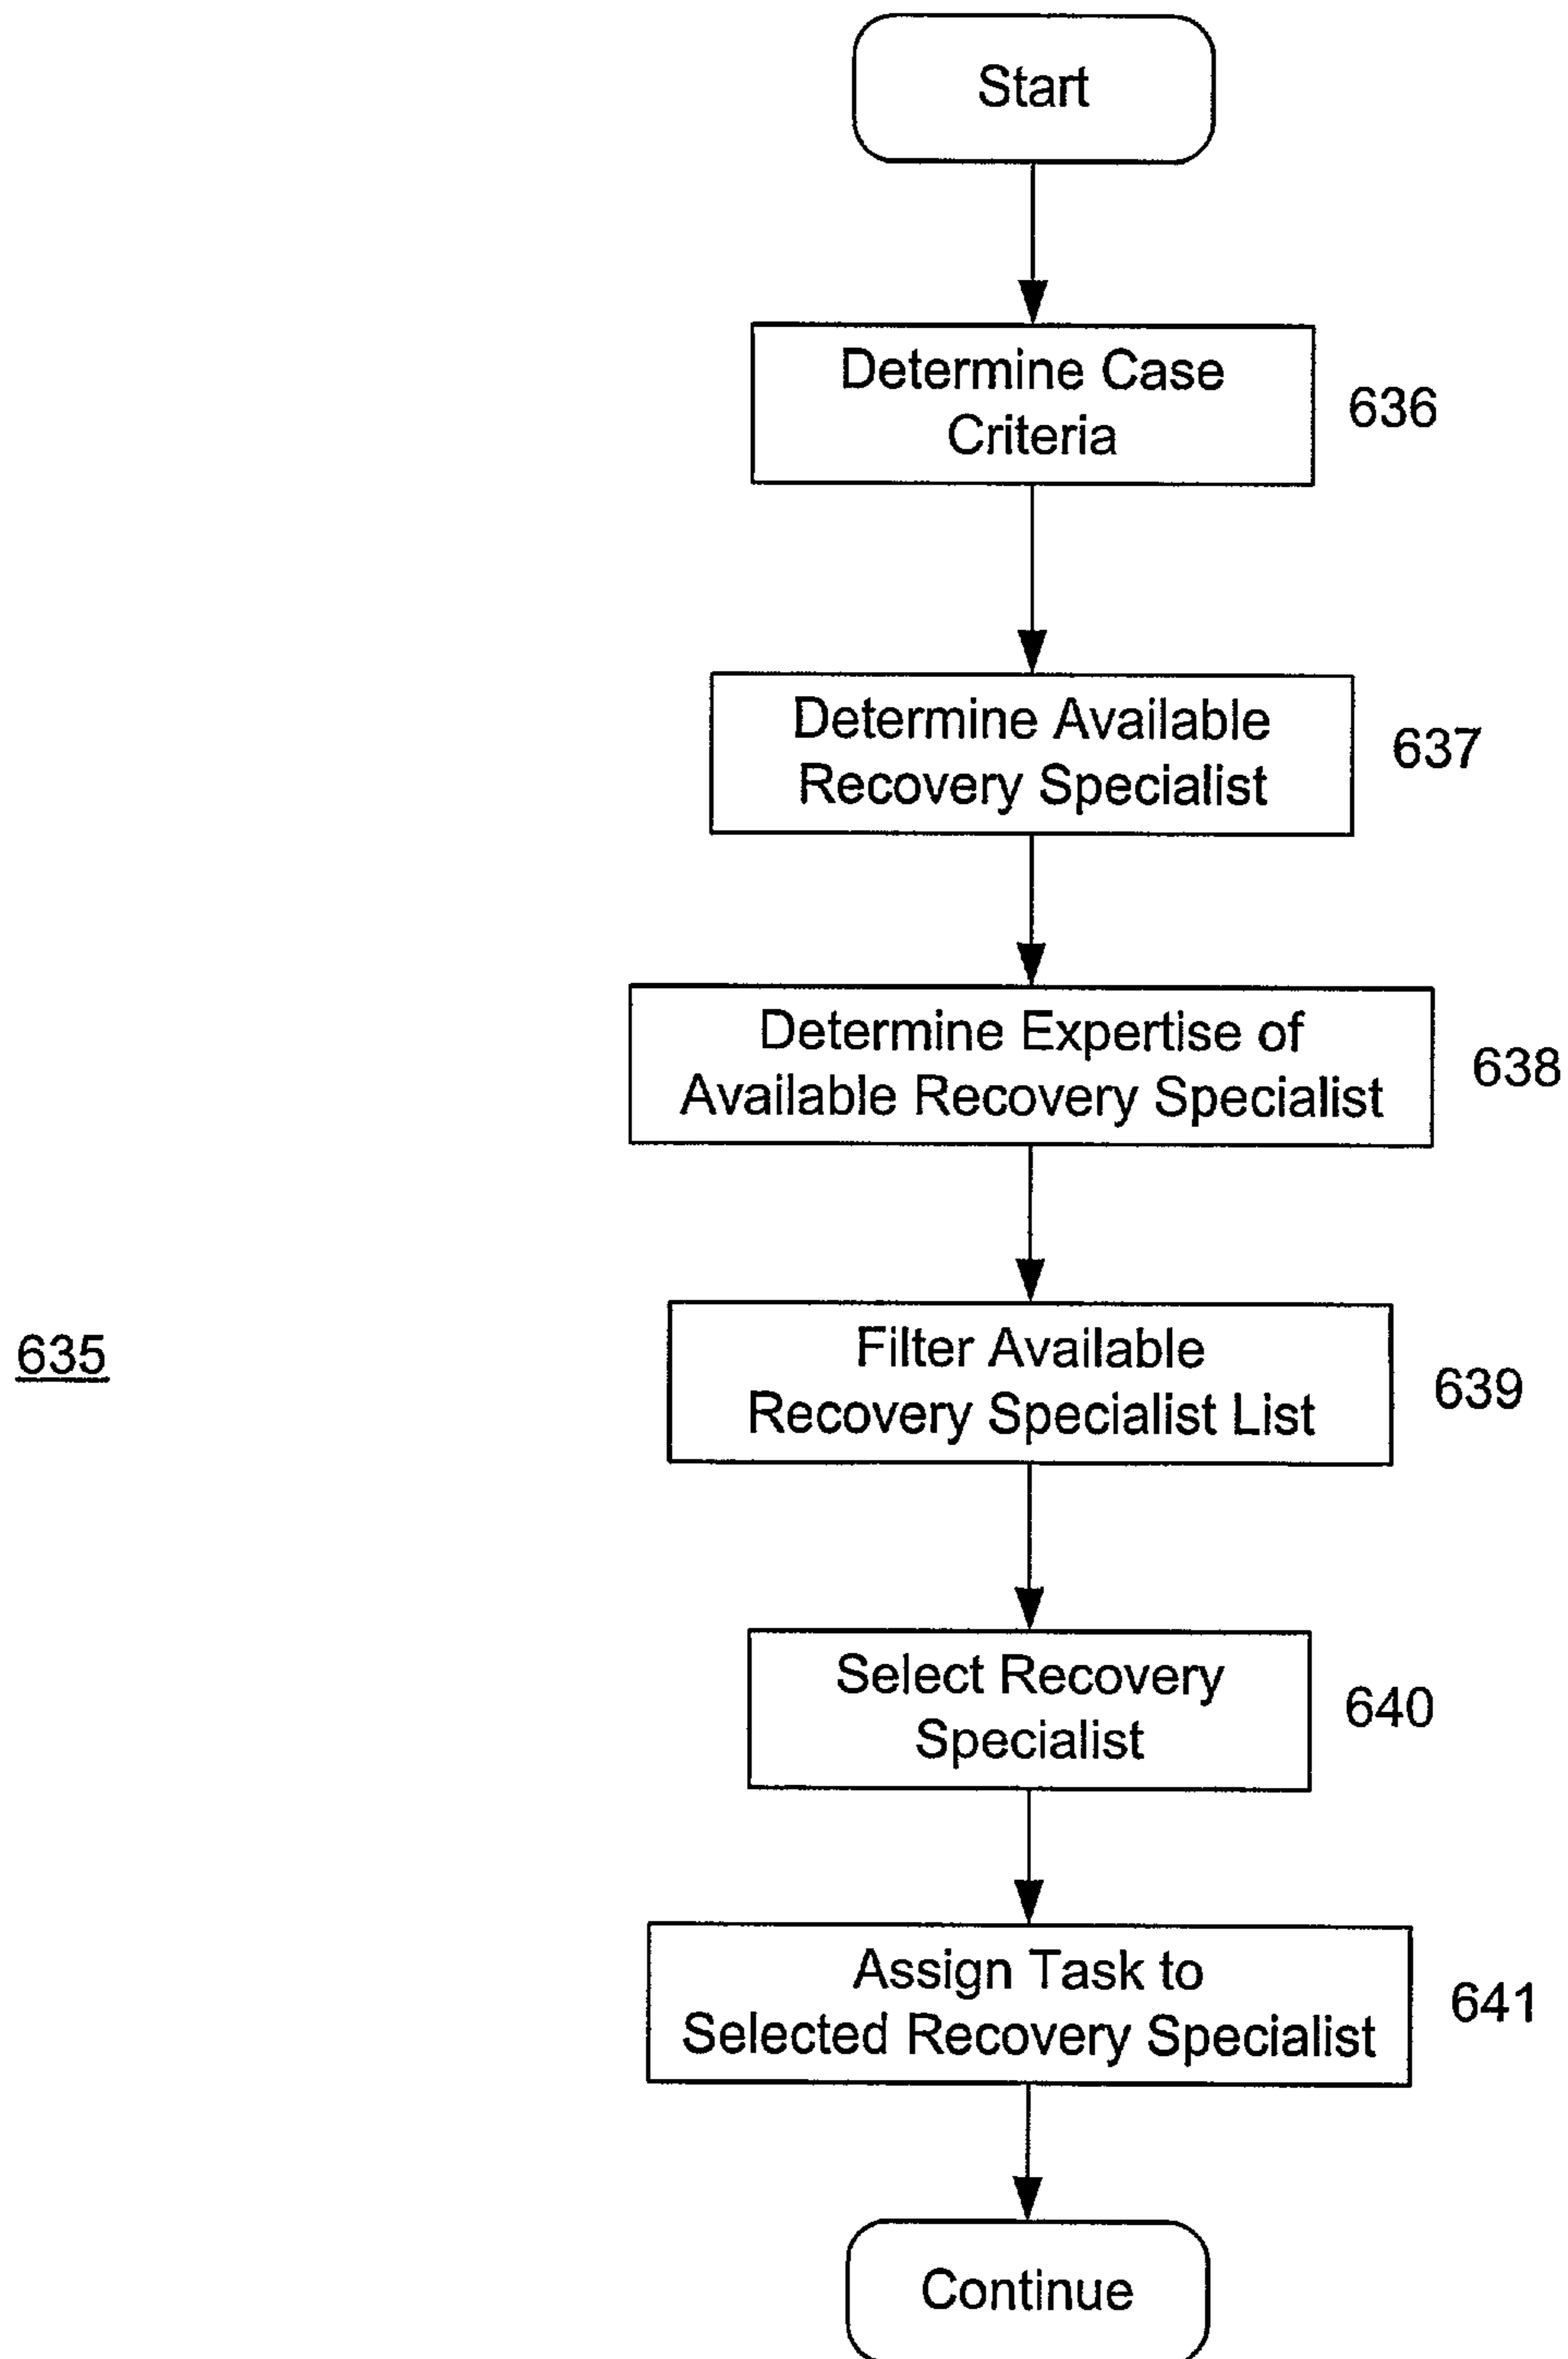 Start
Determine Case
Criteria
636
Determine Available
Recovery Specialist
637
Determine Expertise of
Available Recovery Specialist
638
Filter Available
Recovery Specialist List
639
635
Select Recovery
Specialist
640
Assign Task to
Selected Recovery Specialist
641
Continue